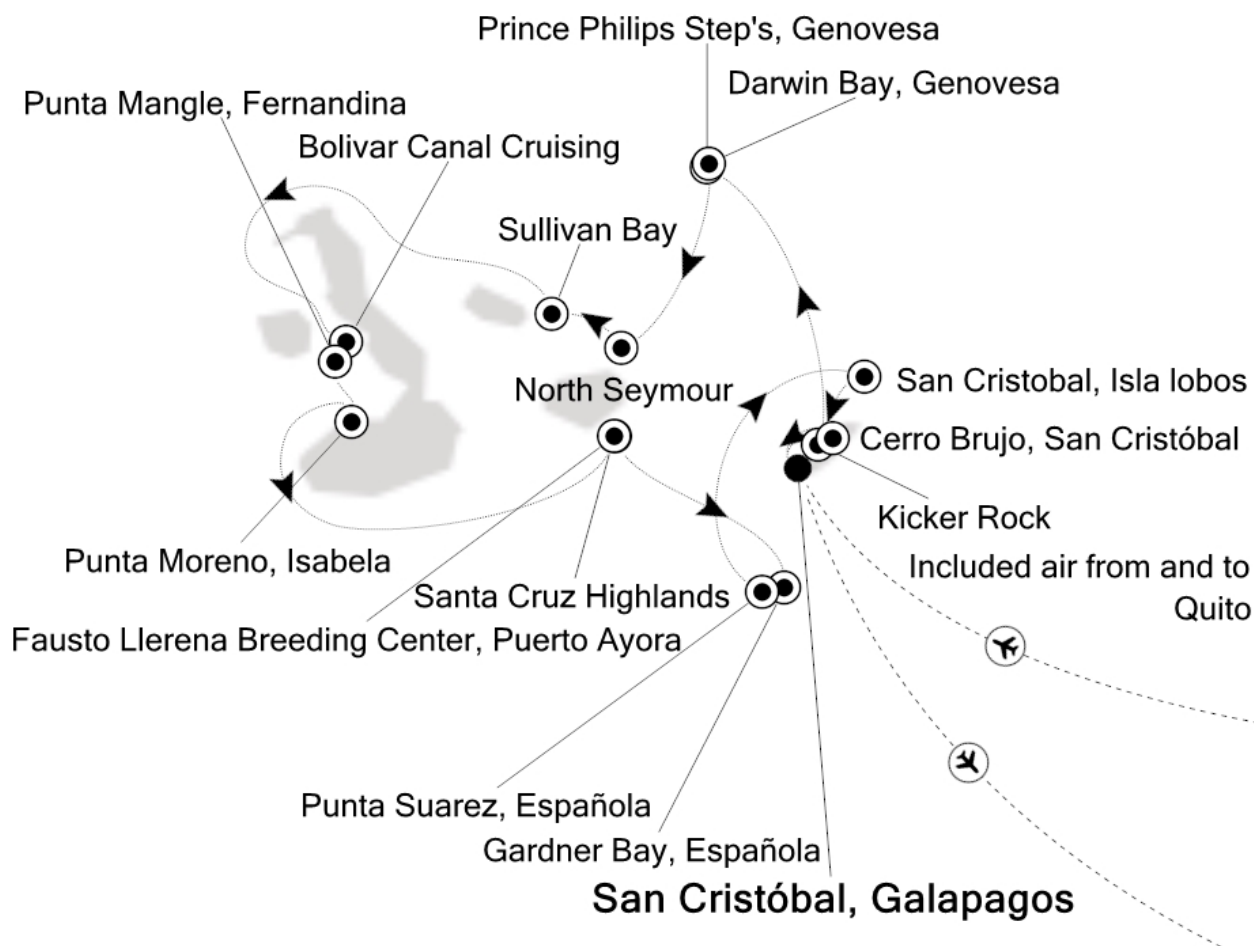 Prince Philips Step's, Genovesa
Darwin Bay, Genovesa
Punta Mangle, Fernandina
Bolivar Canal Cruising
Sullivan Bay
North Seymour
San Cristobal, Isla lobos
Cerro Brujo, San Cristóbal
Kicker Rock
Punta Moreno, Isabela
Included air from and to
Quito
Santa Cruz Highlands
Fausto Llerena Breeding Center, Puerto Ayora
Punta Suarez, Española
Gardner Bay, Española
San Cristóbal, Galapagos